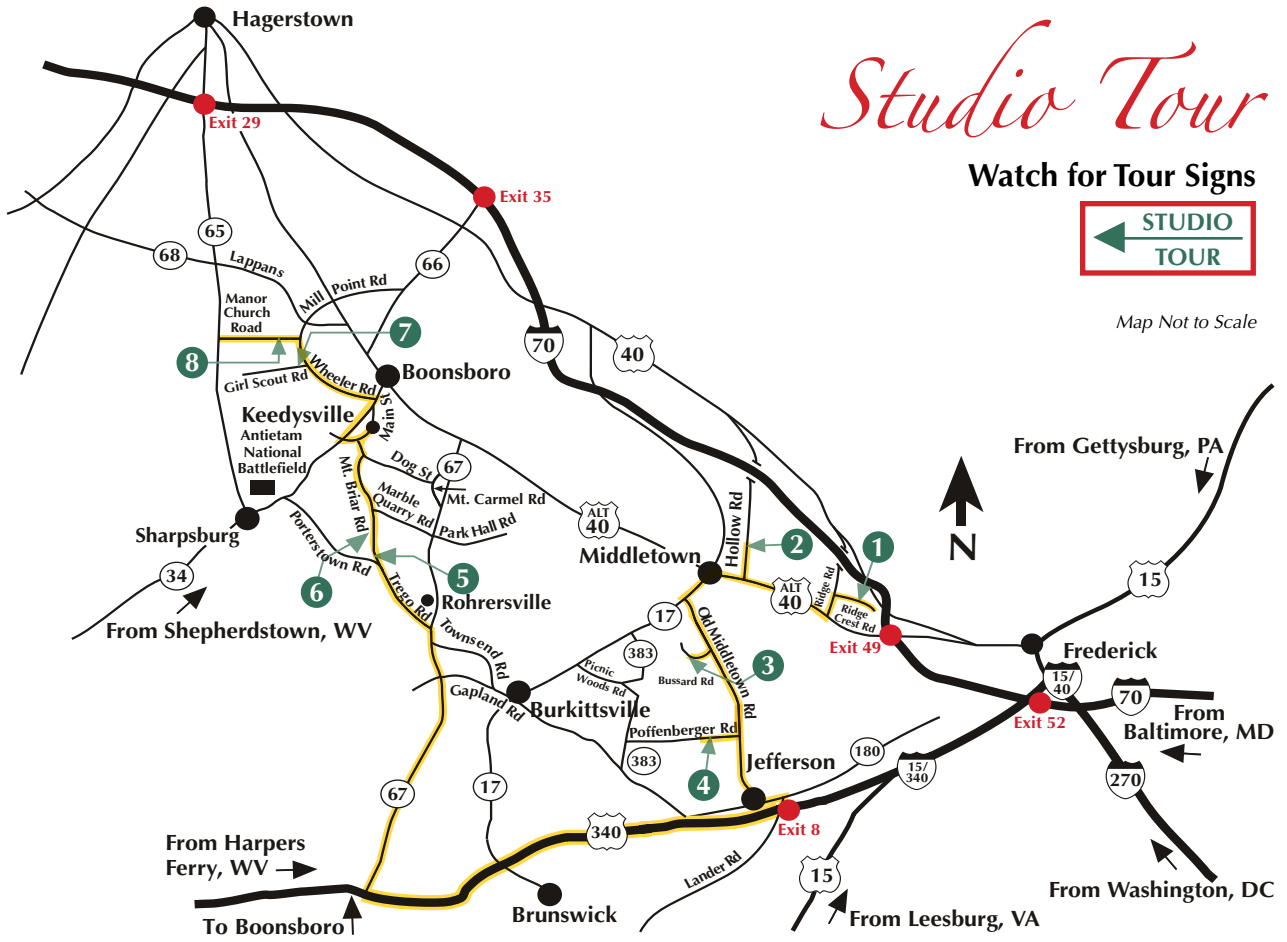 Hagerstown
Studio Tour
Watch for Tour Signs
STUDIO
TOUR
Map Not to Scale
Exit 29
Exit 35
65
68
Lappans
66
Mill Point Rd
Manor
Church
Road
7
8
70
40
Girl Scout Rd
Wheeler Rd
Boonsboro
Main St
Keedysville
Antietam
National
Battlefield
From Gettysburg, PA
Dog St
67
Mt. Carmel Rd
Mt. Briar Rd
Marble
Quarry Rd
Park Hall Rd
ALT
40
Hollow Rd
N
Sharpsburg
Porterstown Rd
Middletown
2
1
34
6
5
Trego Rd
Rohrersville
ALT
40
Ridge Rd
Ridge
Crest Rd
15
From Shepherdstown, WV
17
Townsend Rd
Old Middletown Rd
Exit 49
383
Picnic
Woods Rd
Bussard Rd
3
Frederick
15/
40
Gapland Rd
Burkittsville
70
From
Baltimore, MD
Exit 52
Poffenberger Rd
383
4
Jefferson
180
15/
340
270
67
17
340
Exit 8
From Harpers
Ferry, WV
Lander Rd
15
From Washington, DC
To Boonsboro
Brunswick
From Leesburg, VA